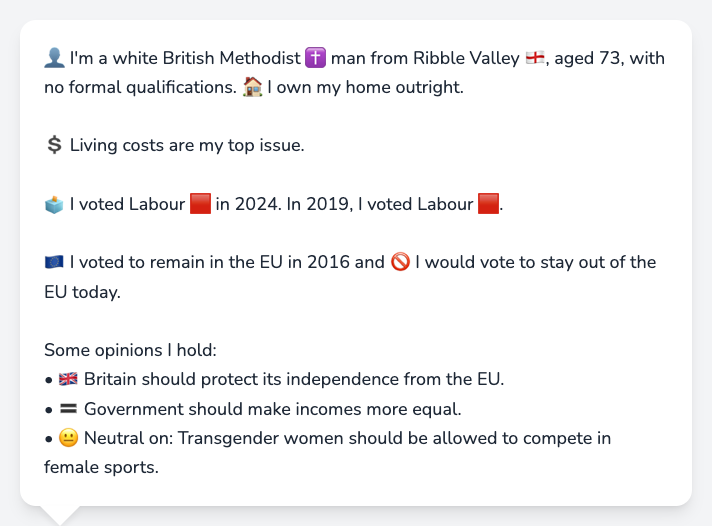 👤 I'm a white British Methodist ✝️ man from Ribble Valley 🏴󠁧󠁢󠁥󠁮󠁧󠁿, aged 73, with
no formal qualifications. 🏠 I own my home outright.
💲 Living costs are my top issue.
🗳️ I voted Labour 🟥 in 2024. In 2019, I voted Labour 🟥.
🇪🇺 I voted to remain in the EU in 2016 and 🚫 I would vote to stay out of the
EU today.
Some opinions I hold:
• 🇬🇧 Britain should protect its independence from the EU.
• 🟰 Government should make incomes more equal.
• 😐 Neutral on: Transgender women should be allowed to compete in
female sports.